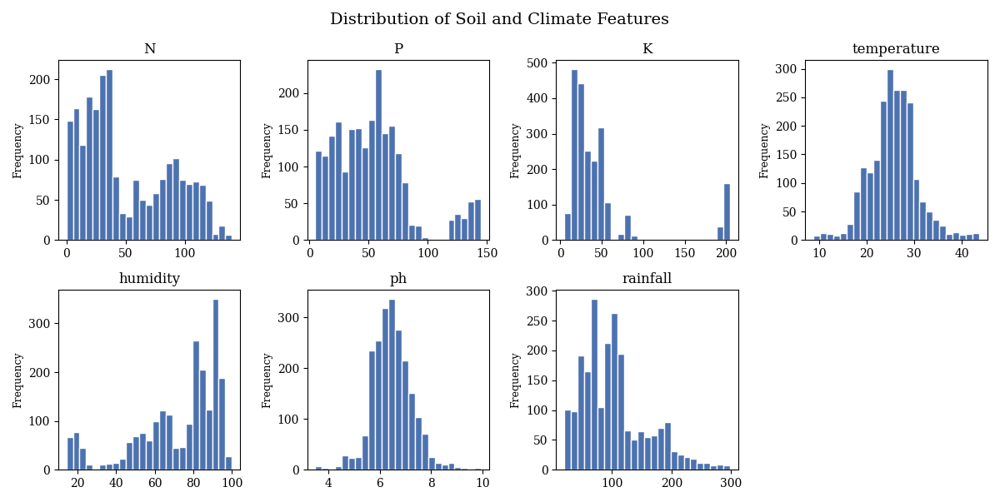 Distribution of Soil and Climate Features
N
Frequency
200
150
100
50
0
0 50 100
P
Frequency
200
150
100
50
0
0 50 100 150
K
Frequency
500
400
300
200
100
0
0 50 100 150 200
temperature
Frequency
300
250
200
150
100
50
0
10 20 30 40
humidity
Frequency
300
200
100
0
20 40 60 80 100
ph
Frequency
300
200
100
0
4 6 8 10
rainfall
Frequency
300
250
200
150
100
50
0
100 200 300